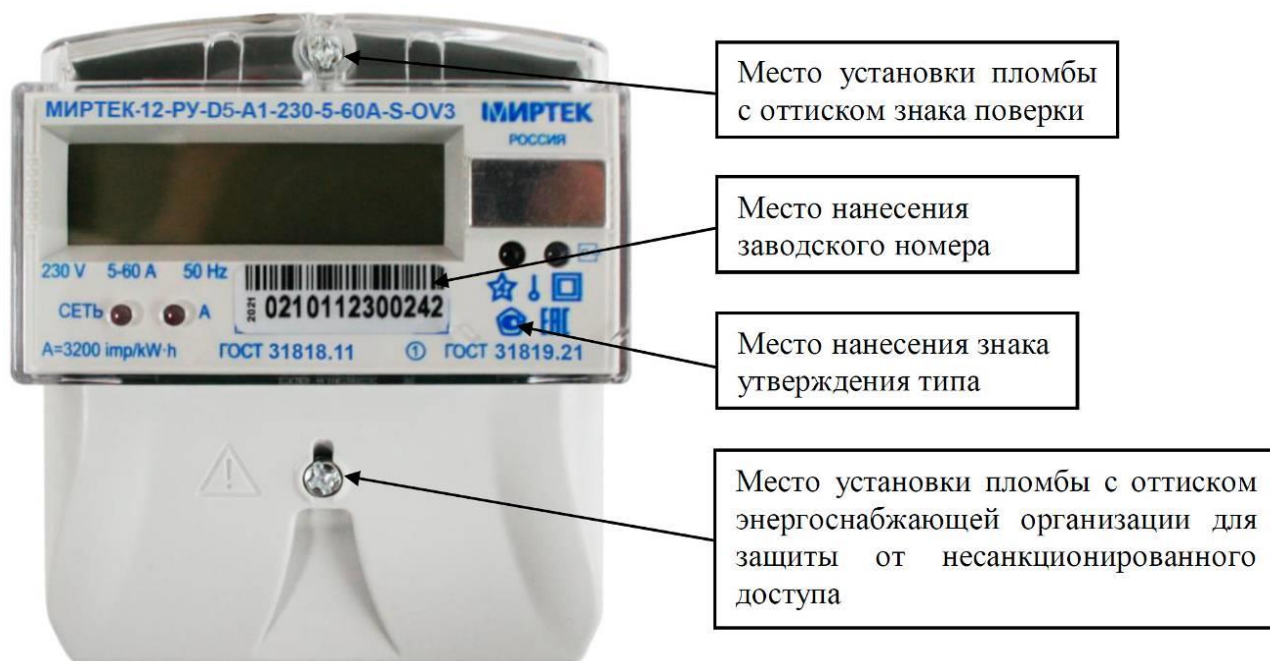 МИРТЕК-12-РУ-D5-A1-230-5-60A-S-OV3
МИРТЕК
РОССИЯ
230 V 5-60 A 50 Hz
СЕТЬ
A
2021
0210112300242
EAC
A=3200 imp/kW·h
ГОСТ 31818.11
1
ГОСТ 31819.21
Место установки пломбы
с оттиском знака поверки
Место нанесения
заводского номера
Место нанесения знака
утверждения типа
Место установки пломбы с оттиском
энергоснабжающей организации для
защиты от несанкционированного
доступа